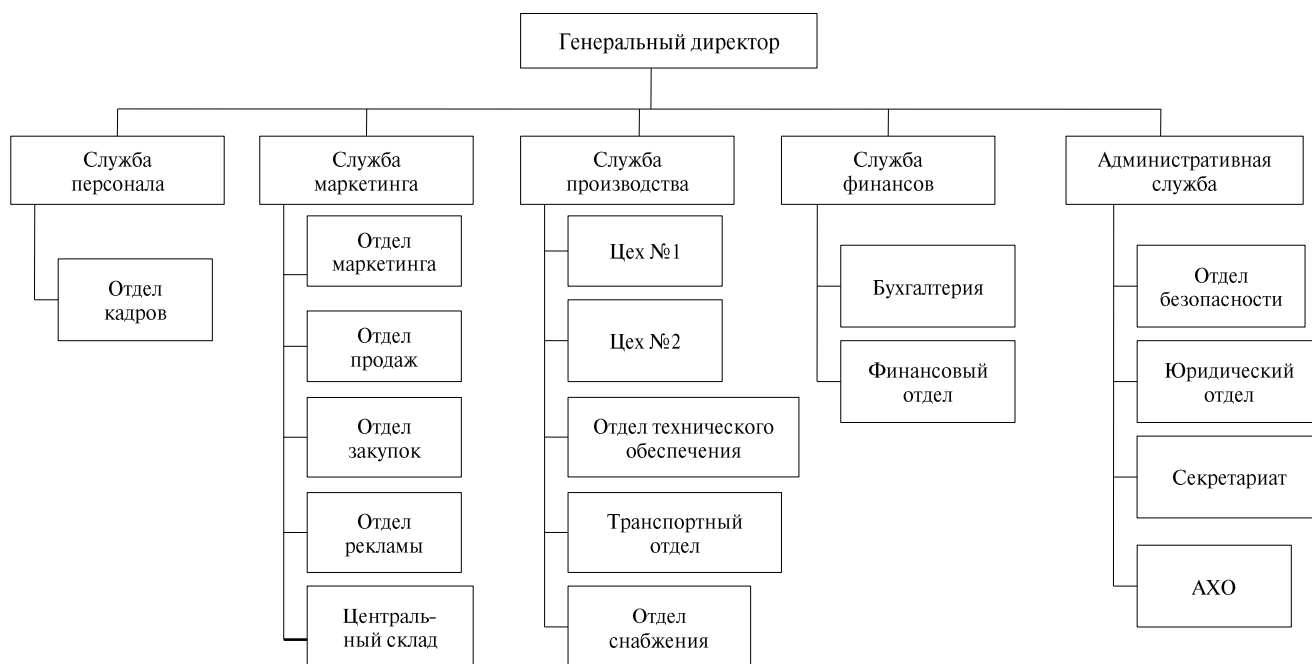 Генеральный директор
Служба
персонала
Служба
маркетинга
Служба
производства
Служба
финансов
Административная
служба
Отдел
кадров
Отдел
маркетинга
Отдел
продаж
Отдел
закупок
Отдел
рекламы
Централь-
ный склад
Цех №1
Цех №2
Отдел технического
обеспечения
Транспортный
отдел
Отдел
снабжения
Бухгалтерия
Финансовый
отдел
Отдел
безопасности
Юридический
отдел
Секретариат
АХО